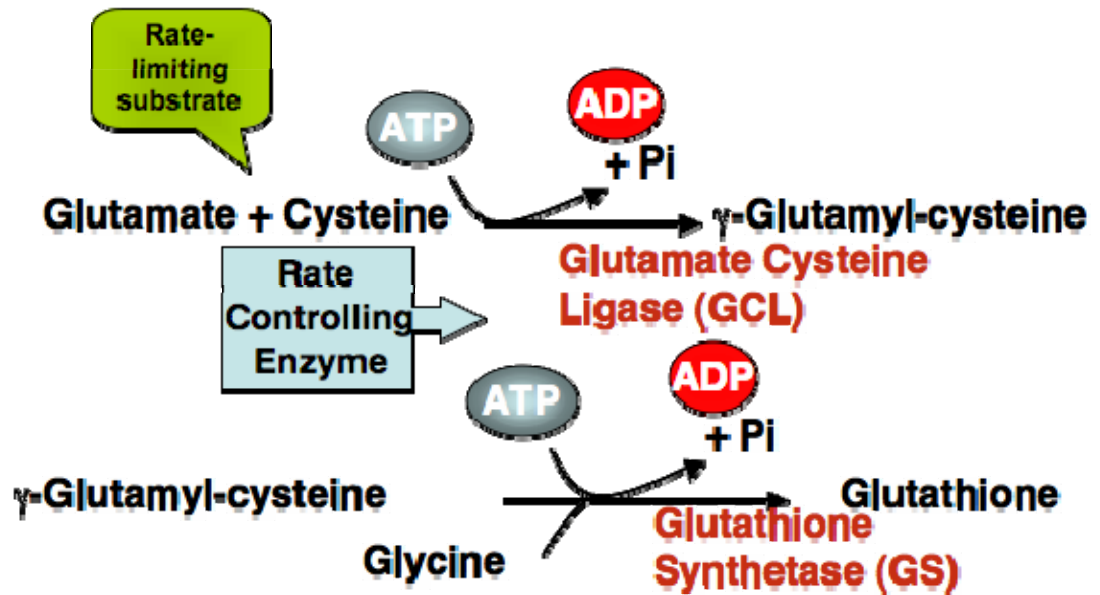 Rate-
limiting
substrate
ATP
ADP
+ Pi
Glutamate + Cysteine
γ-Glutamyl-cysteine
Rate
Controlling
Enzyme
Glutamate Cysteine
Ligase (GCL)
ATP
ADP
+ Pi
γ-Glutamyl-cysteine
Glutathione
Glycine
Glutathione
Synthetase (GS)